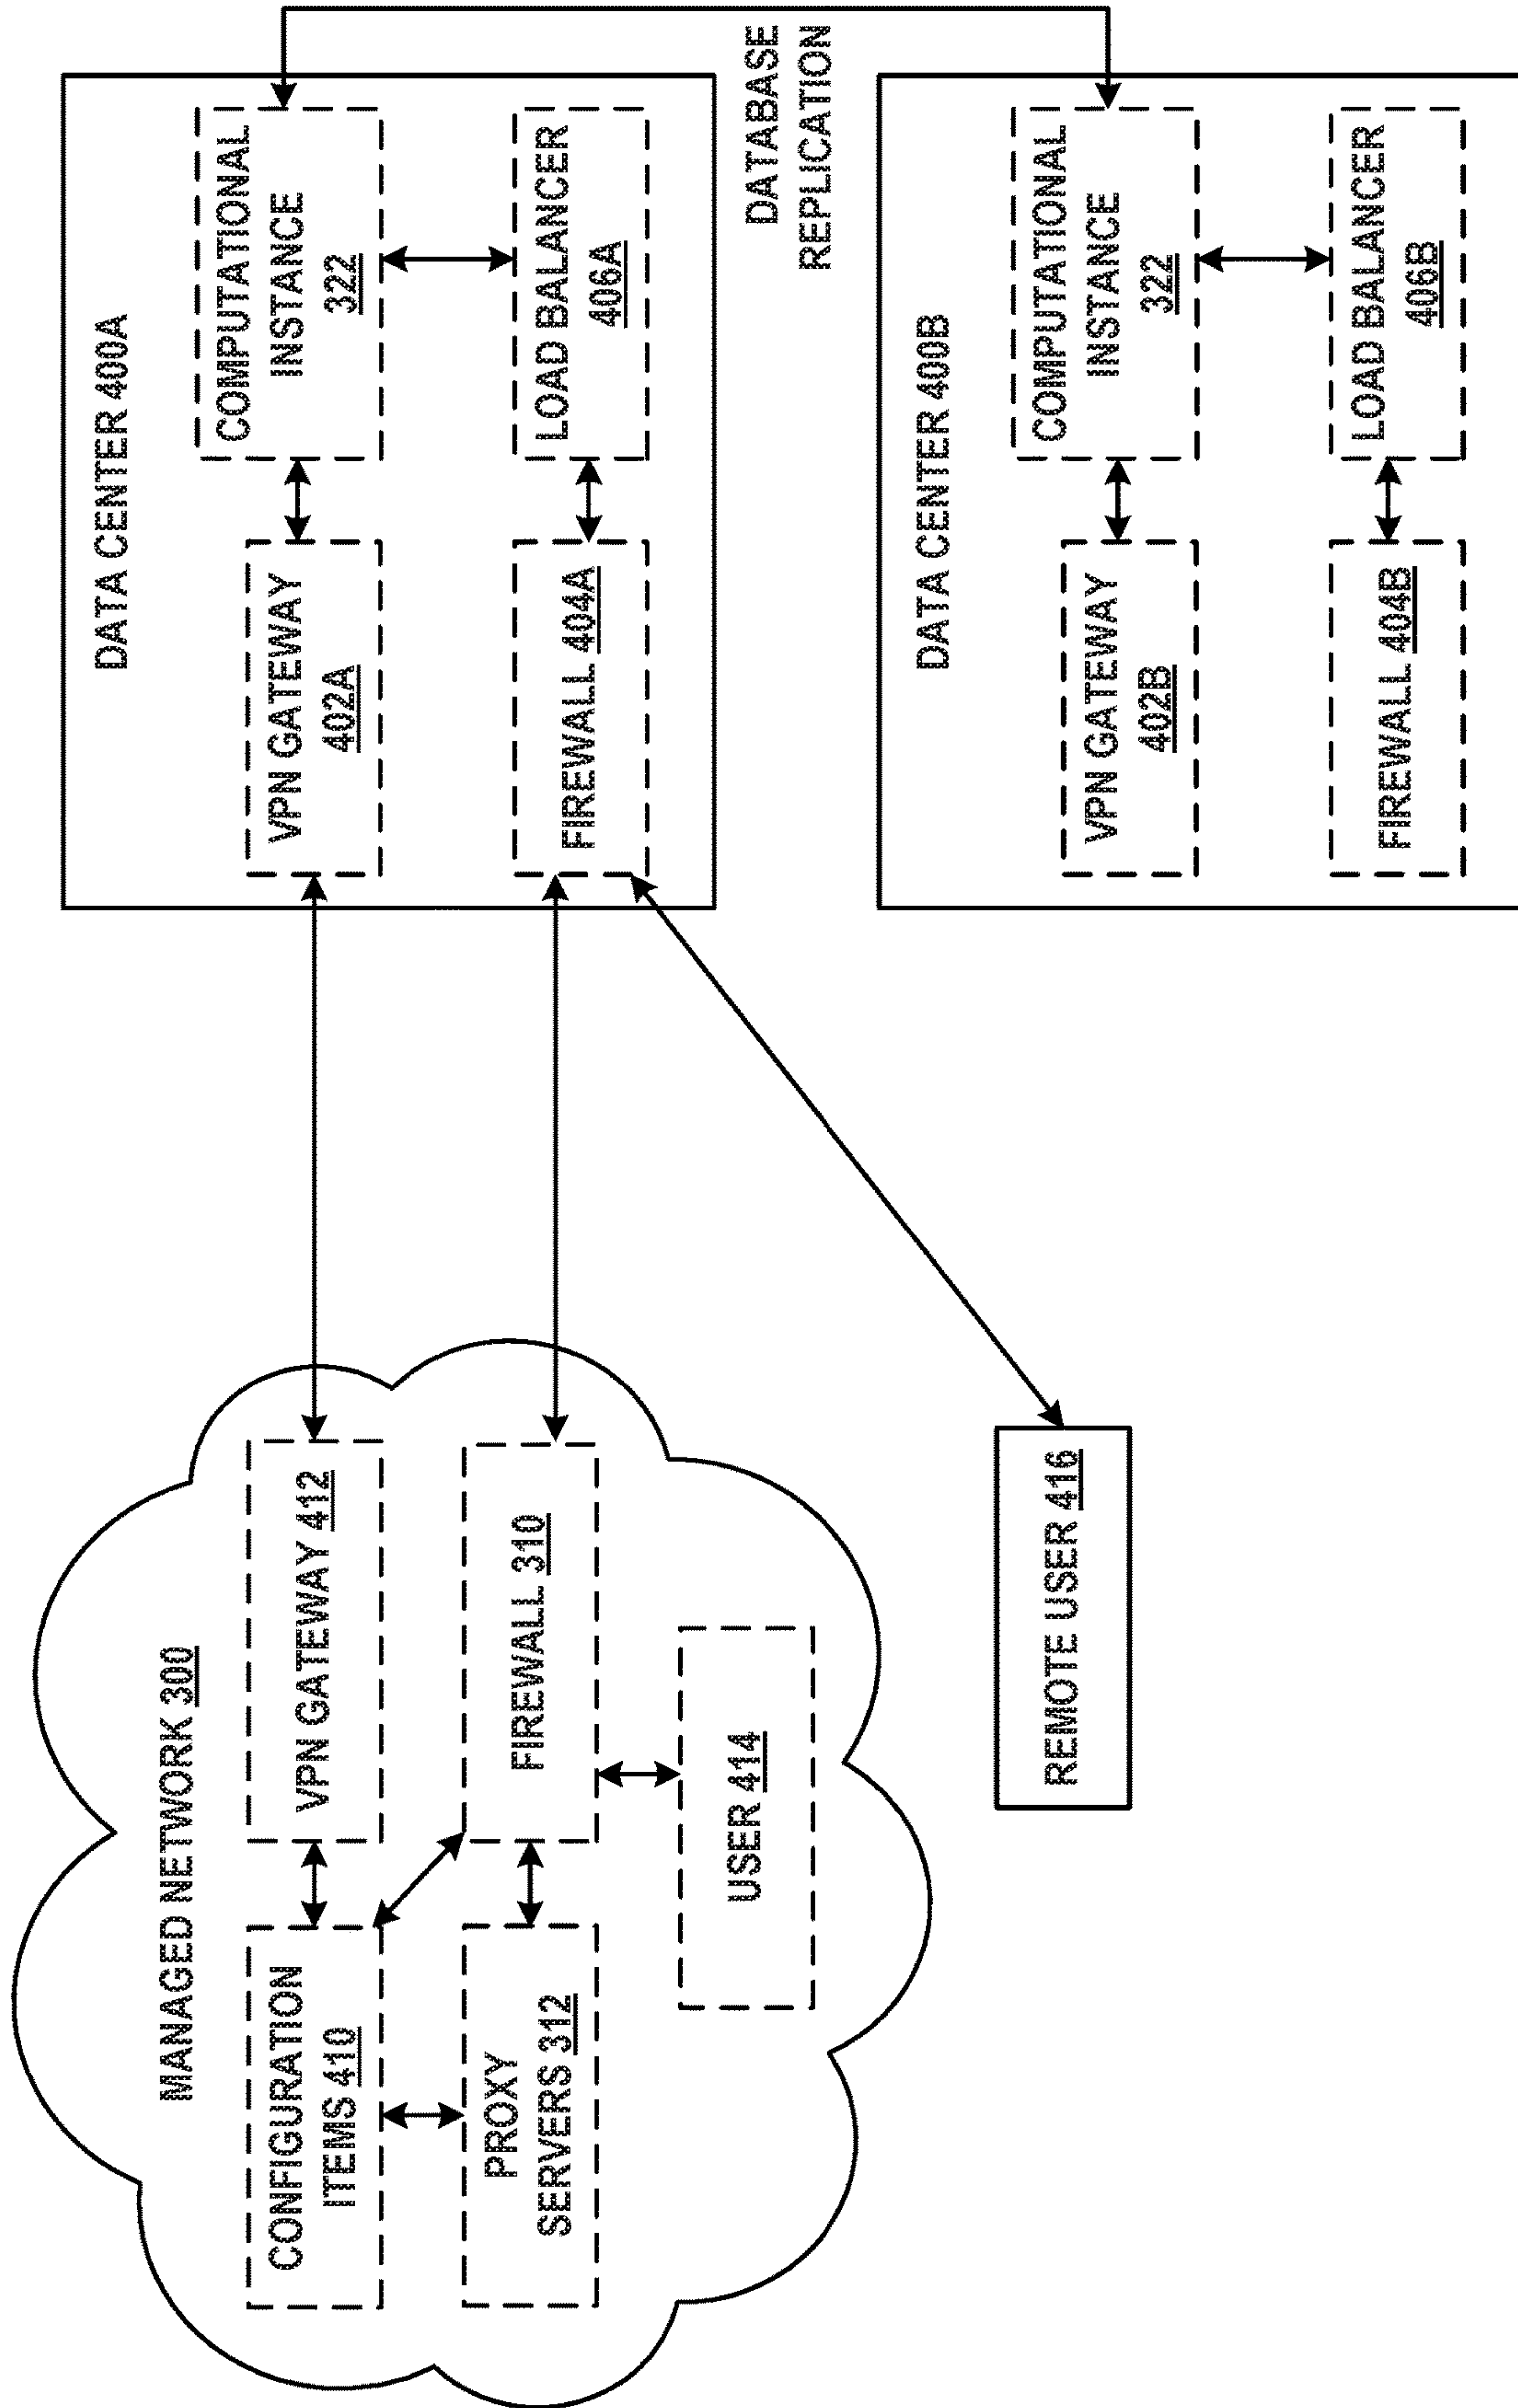 MANAGED NETWORK 300
CONFIGURATION
ITEMS 410
VPN GATEWAY 412
PROXY
SERVERS 312
FIREWALL 310
USER 414
REMOTE USER 416
DATA CENTER 400A
VPN GATEWAY
402A
COMPUTATIONAL
INSTANCE
322
FIREWALL 404A
LOAD BALANCER
406A
DATABASE
REPLICATION
DATA CENTER 400B
VPN GATEWAY
402B
COMPUTATIONAL
INSTANCE
322
FIREWALL 404B
LOAD BALANCER
406B